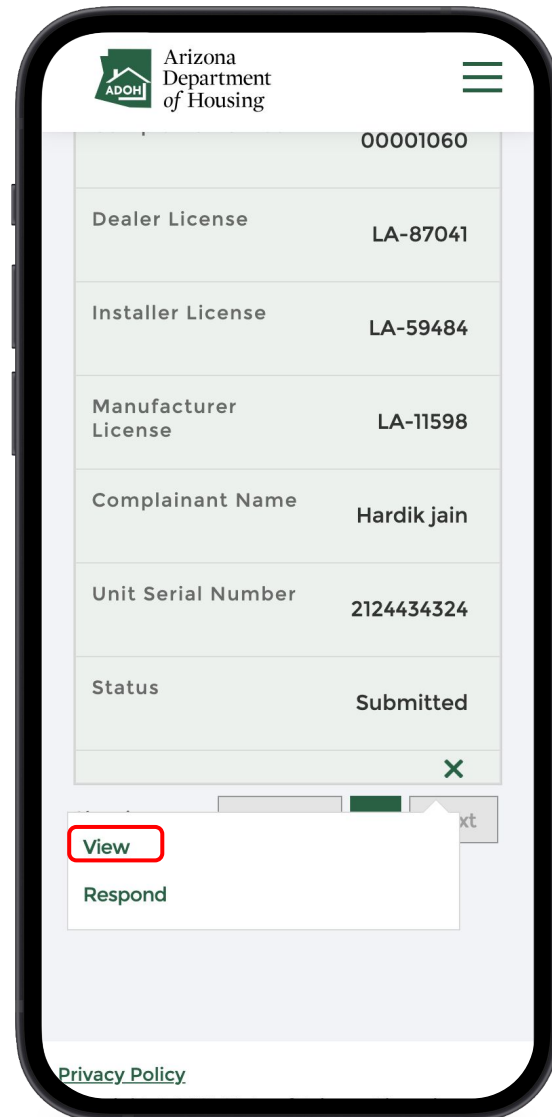 ADOH
Arizona
Department
of Housing
00001060
Dealer License
LA-87041
Installer License
LA-59484
Manufacturer
License
LA-11598
Complainant Name
Hardik jain
Unit Serial Number
2124434324
Status
Submitted
xt
View
Respond
Privacy Policy